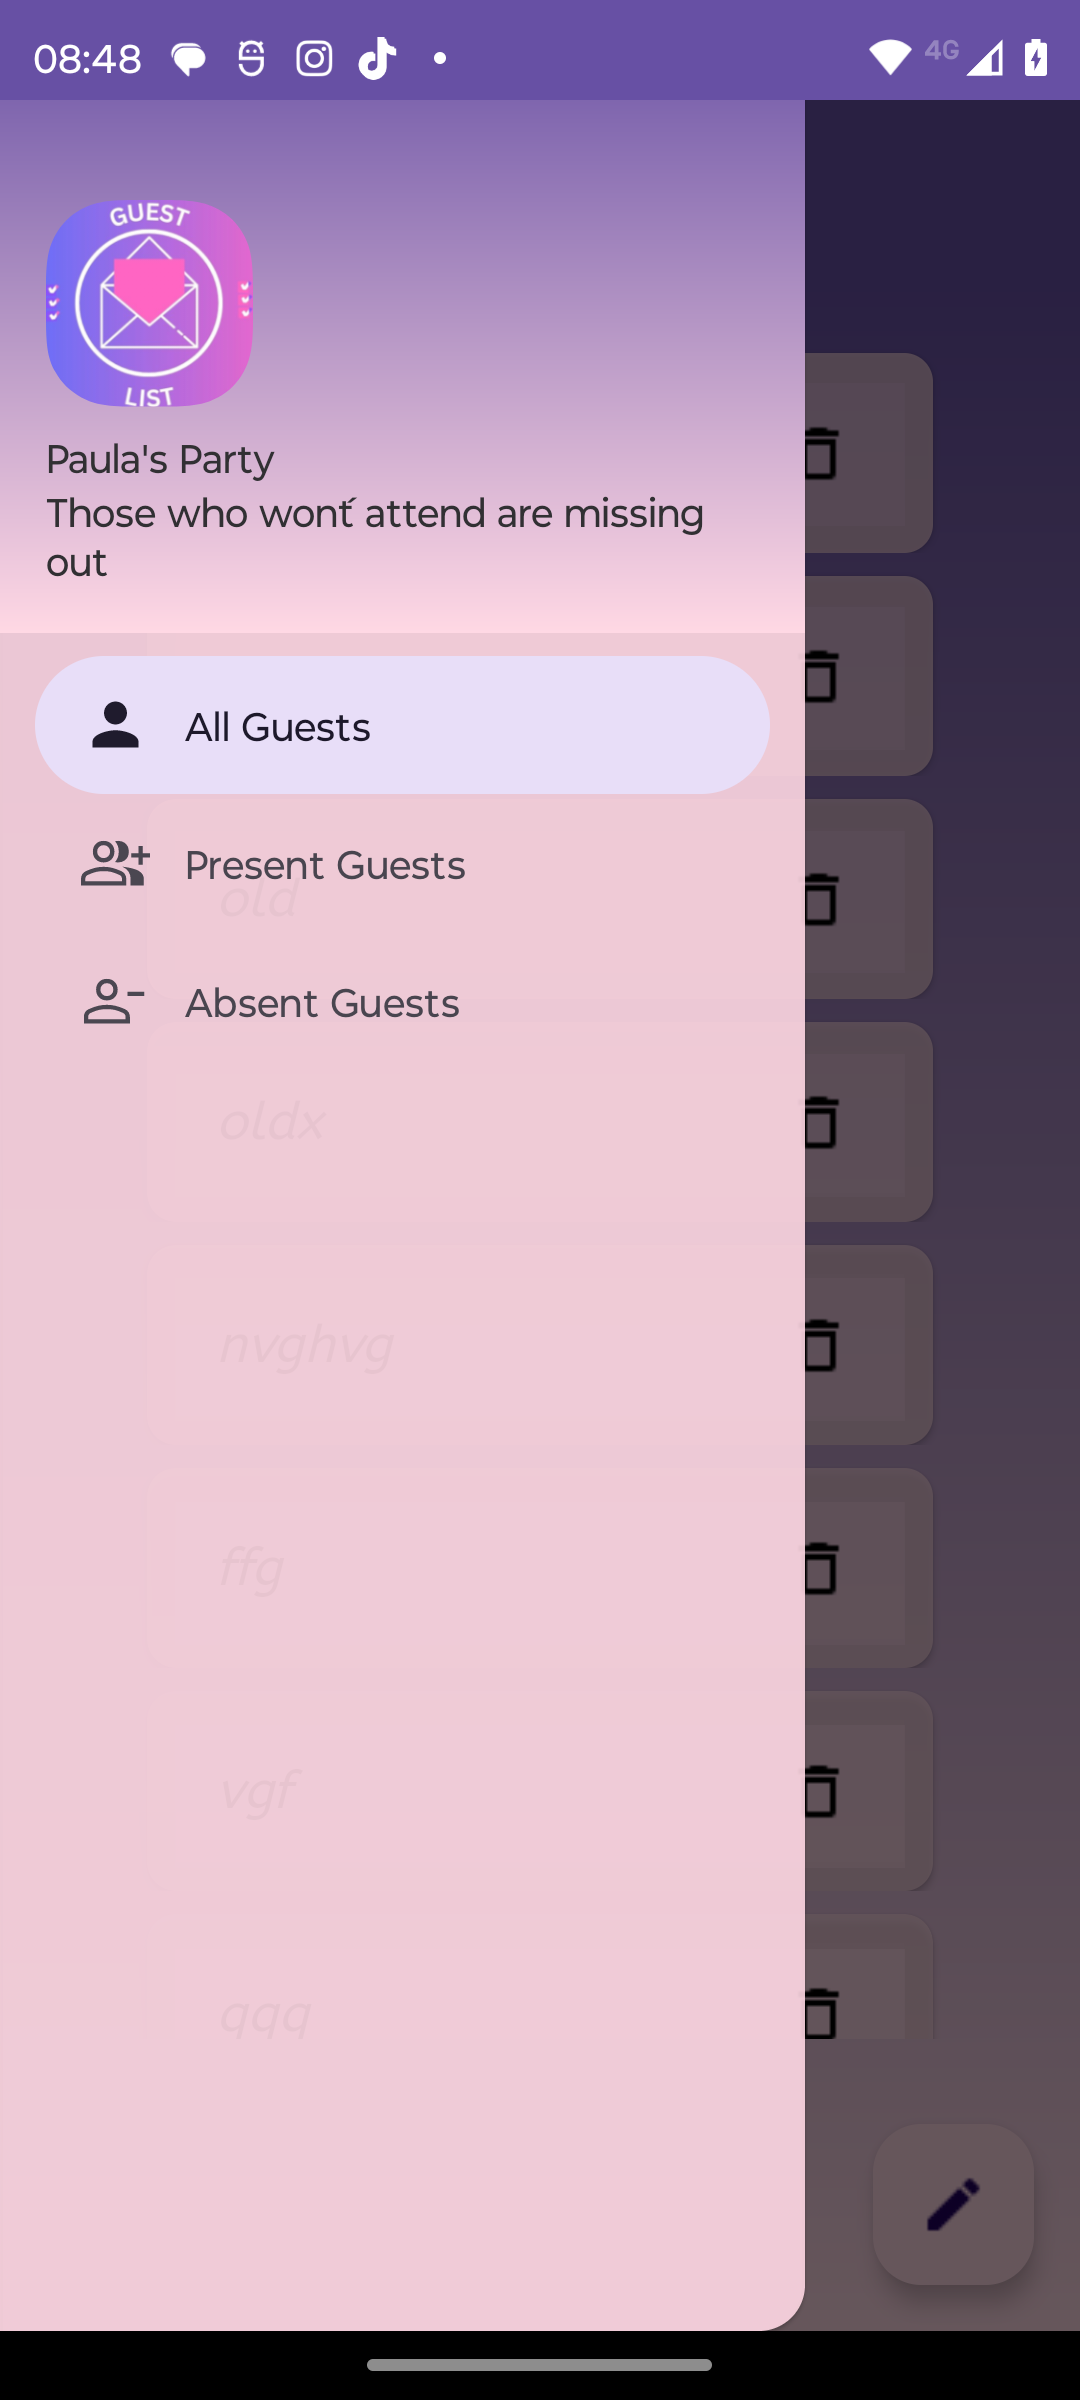 08:48
4G
GUEST
LIST
Paula's Party
Those who wonť attend are missing
out
All Guests
Present Guests
old
Absent Guests
oldx
nvghvg
ffg
vgf
qqq